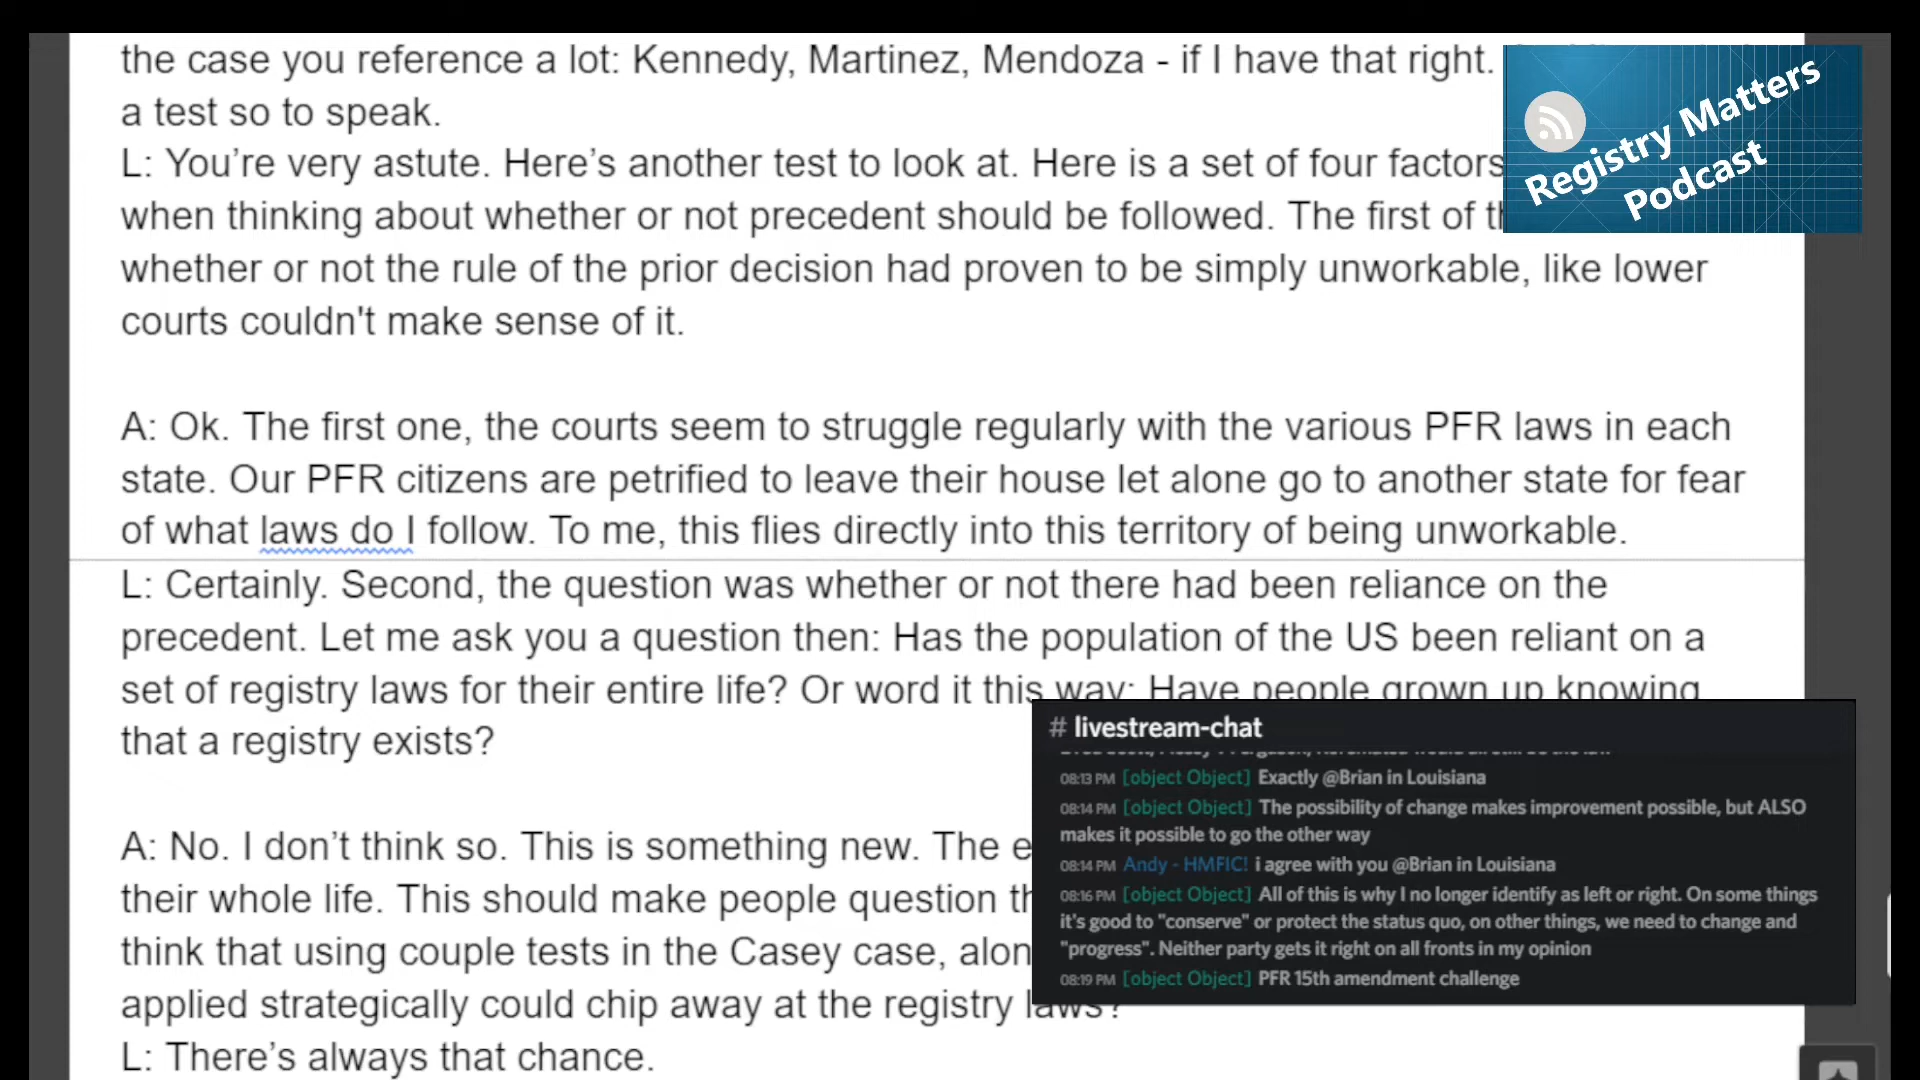 the case you reference a lot: Kennedy, Martinez, Mendoza - if I have that right.
a test so to speak.
L: You’re very astute. Here’s another test to look at. Here is a set of four factors
when thinking about whether or not precedent should be followed. The first of
whether or not the rule of the prior decision had proven to be simply unworkable, like lower
courts couldn't make sense of it.
Registry Matters
Podcast
A: Ok. The first one, the courts seem to struggle regularly with the various PFR laws in each
state. Our PFR citizens are petrified to leave their house let alone go to another state for fear
of what laws do I follow. To me, this flies directly into this territory of being unworkable.
L: Certainly. Second, the question was whether or not there had been reliance on the
precedent. Let me ask you a question then: Has the population of the US been reliant on a
set of registry laws for their entire life? Or word it this way: Have people grown up knowing
that a registry exists?
A: No. I don’t think so. This is something new. The
their whole life. This should make people question
think that using couple tests in the Casey case,
applied strategically could chip away at the registry laws?
L: There’s always that chance.
# livestream-chat
08:13 PM [object Object] Exactly @Brian in Louisiana
08:14 PM [object Object] The possibility of change makes improvement possible, but ALSO
makes it possible to go the other way
08:14 PM Andy - HMFIC! i agree with you @Brian in Louisiana
08:16 PM [object Object] All of this is why I no longer identify as left or right. On some things
it's good to "conserve" or protect the status quo, on other things, we need to change and
"progress". Neither party gets it right on all fronts in my opinion
08:19 PM [object Object] PFR 15th amendment challenge